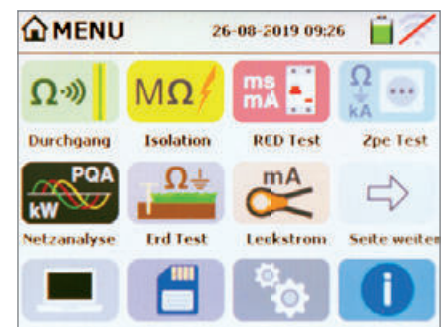 MENU 26-08-2019 09:26
Ω MΩ ms mA Ω kA
Durchgang Isolation RED Test Zpe Test
PQA kW Ω mA
Netzanalyse Erd Test Leckstrom Seite weiter
i